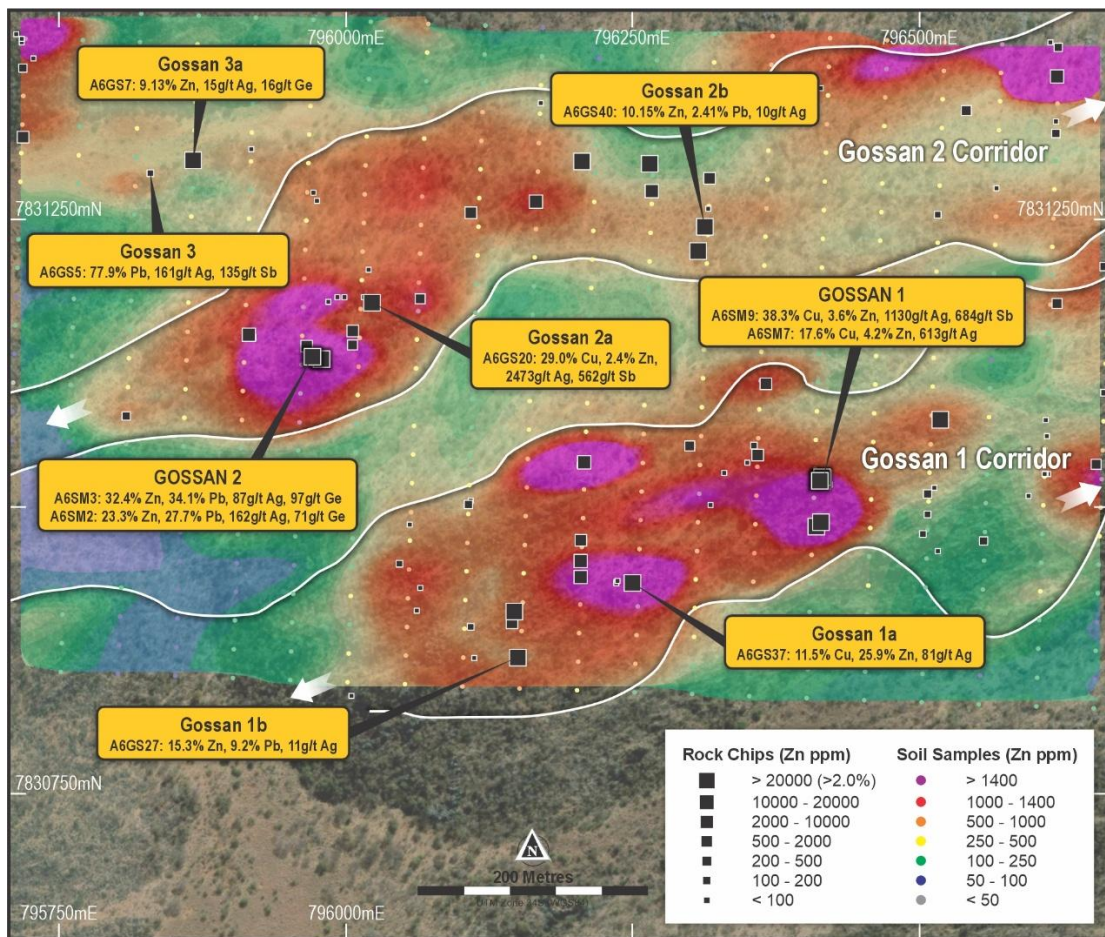 796000mE
796250mE
796500mE
Gossan 3a
A6GS7: 9.13% Zn, 15g/t Ag, 16g/t Ge
Gossan 2b
A6GS40: 10.15% Zn, 2.41% Pb, 10g/t Ag
Gossan 2 Corridor
7831250mN
7831250mN
Gossan 3
A6GS5: 77.9% Pb, 161g/t Ag, 135g/t Sb
GOSSAN 1
A6SM9: 38.3% Cu, 3.6% Zn, 1130g/t Ag, 684g/t Sb
A6SM7: 17.6% Cu, 4.2% Zn, 613g/t Ag
Gossan 2a
A6GS20: 29.0% Cu, 2.4% Zn,
2473g/t Ag, 562g/t Sb
Gossan 1 Corridor
GOSSAN 2
A6SM3: 32.4% Zn, 34.1% Pb, 87g/t Ag, 97g/t Ge
A6SM2: 23.3% Zn, 27.7% Pb, 162g/t Ag, 71g/t Ge
Gossan 1a
A6GS37: 11.5% Cu, 25.9% Zn, 81g/t Ag
Gossan 1b
A6GS27: 15.3% Zn, 9.2% Pb, 11g/t Ag
7830750mN
Rock Chips (Zn ppm)
> 20000 (>2.0%)
10000 - 20000
2000 - 10000
500 - 2000
200 - 500
100 - 200
< 100
Soil Samples (Zn ppm)
> 1400
1000 - 1400
500 - 1000
250 - 500
100 - 250
50 - 100
< 50
N
200 Metres
795750mE
796000mE